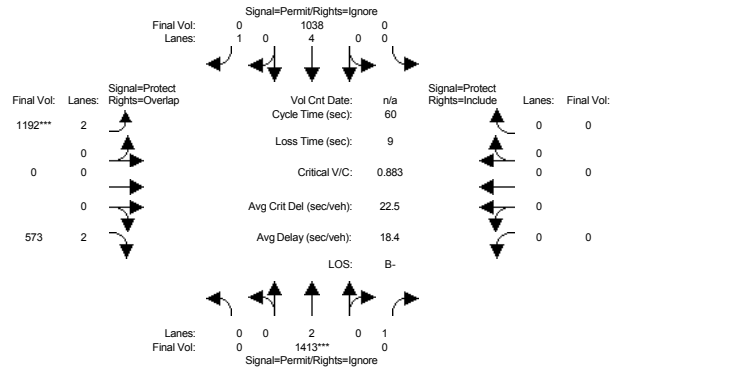 Signal=Permit/Rights=Ignore
Final Vol: 0 1038 0
Lanes: 1 0 4 0 0
Signal=Protect
Final Vol: Lanes: Rights=Overlap
Vol Cnt Date: n/a
Signal=Protect
Rights=Include Lanes: Final Vol:
Cycle Time (sec): 60
1192*** 2
0 0
Loss Time (sec): 9
0
0
0 0
Critical V/C: 0.883
0 0
0
Avg Crit Del (sec/veh): 22.5
0
573 2
Avg Delay (sec/veh): 18.4
0 0
LOS: B-
Lanes: 0 0 2 0 1
Final Vol: 0 1413*** 0
Signal=Permit/Rights=Ignore